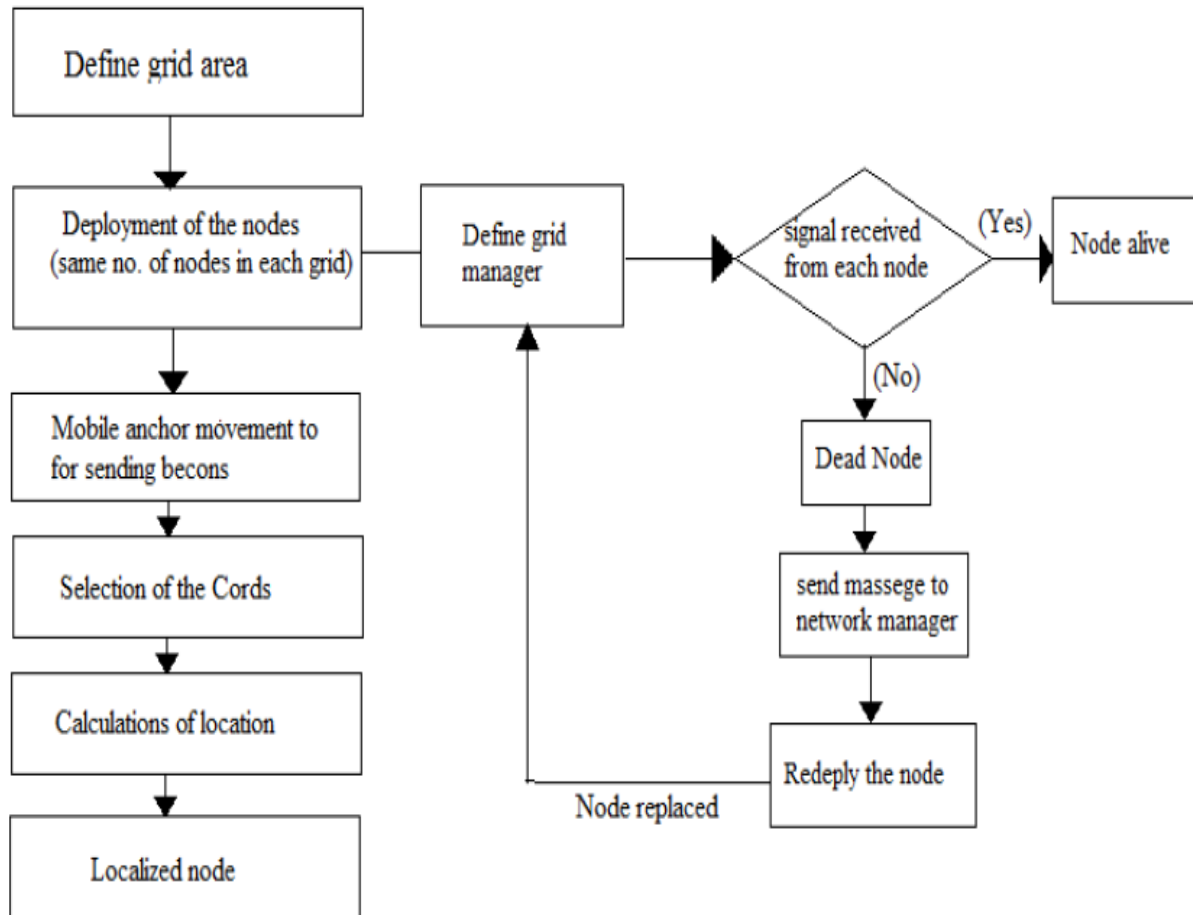 Define grid area
Deployment of the nodes
(same no. of nodes in each grid)
Mobile anchor movement to
for sending becons
Selection of the Cords
Calculations of location
Localized node
Define grid
manager
signal received
from each node
(Yes)
Node alive
(No)
Dead Node
send massege to
network manager
Redeply the node
Node replaced